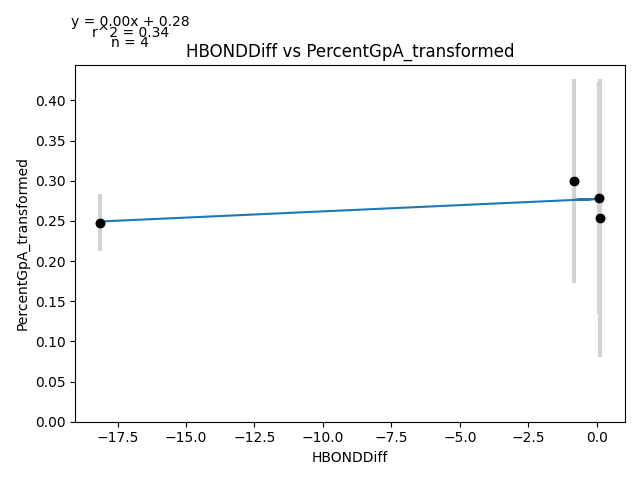 y = 0.00x + 0.28
r^2 = 0.34
n = 4
HBONDDiff vs PercentGpA_transformed
PercentGpA_transformed
0.40
0.35
0.30
0.25
0.20
0.15
0.10
0.05
0.00
−17.5 −15.0 −12.5 −10.0 −7.5 −5.0 −2.5 0.0
HBONDDiff